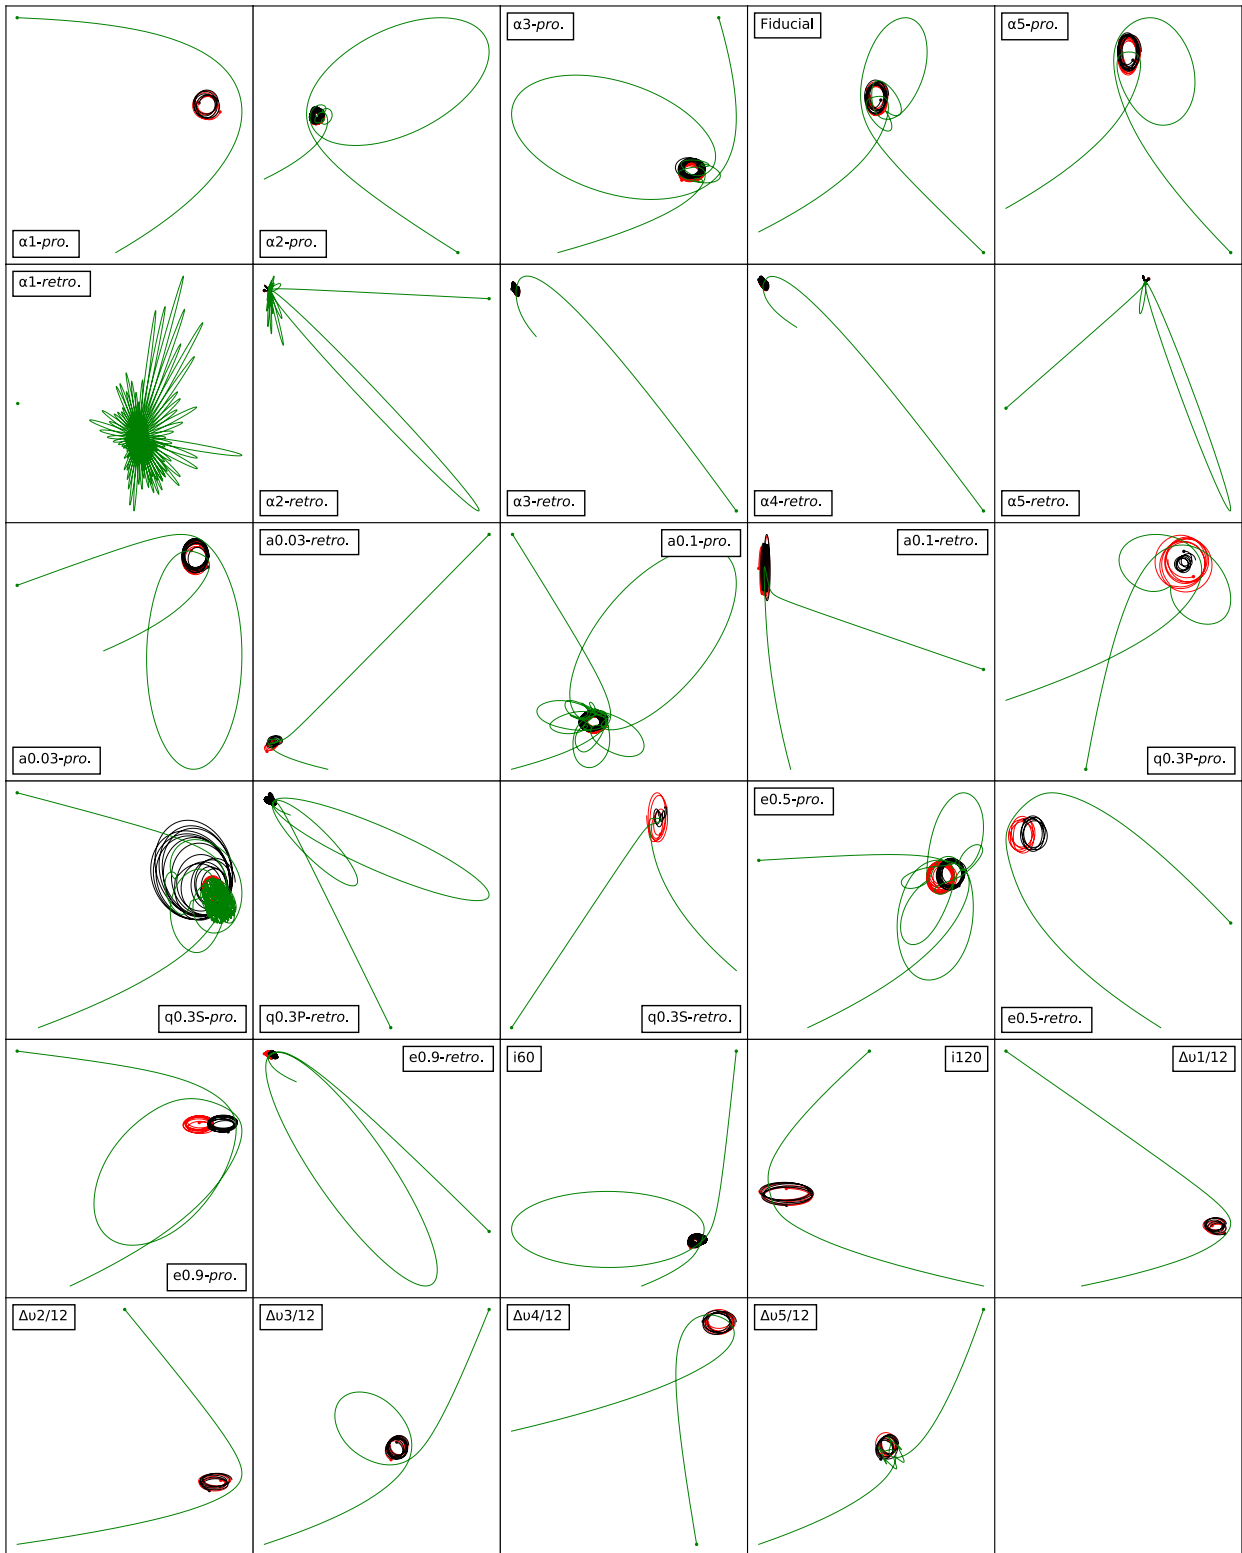 α1-pro.
α2-pro.
α3-pro.
Fiducial
α5-pro.
α1-retro.
α2-retro.
α3-retro.
α4-retro.
α5-retro.
a0.03-pro.
a0.03-retro.
a0.1-pro.
a0.1-retro.
q0.3P-pro.
q0.3S-pro.
q0.3P-retro.
q0.3S-retro.
e0.5-pro.
e0.5-retro.
e0.9-pro.
e0.9-retro.
i60
i120
Δυ1/12
Δυ2/12
Δυ3/12
Δυ4/12
Δυ5/12